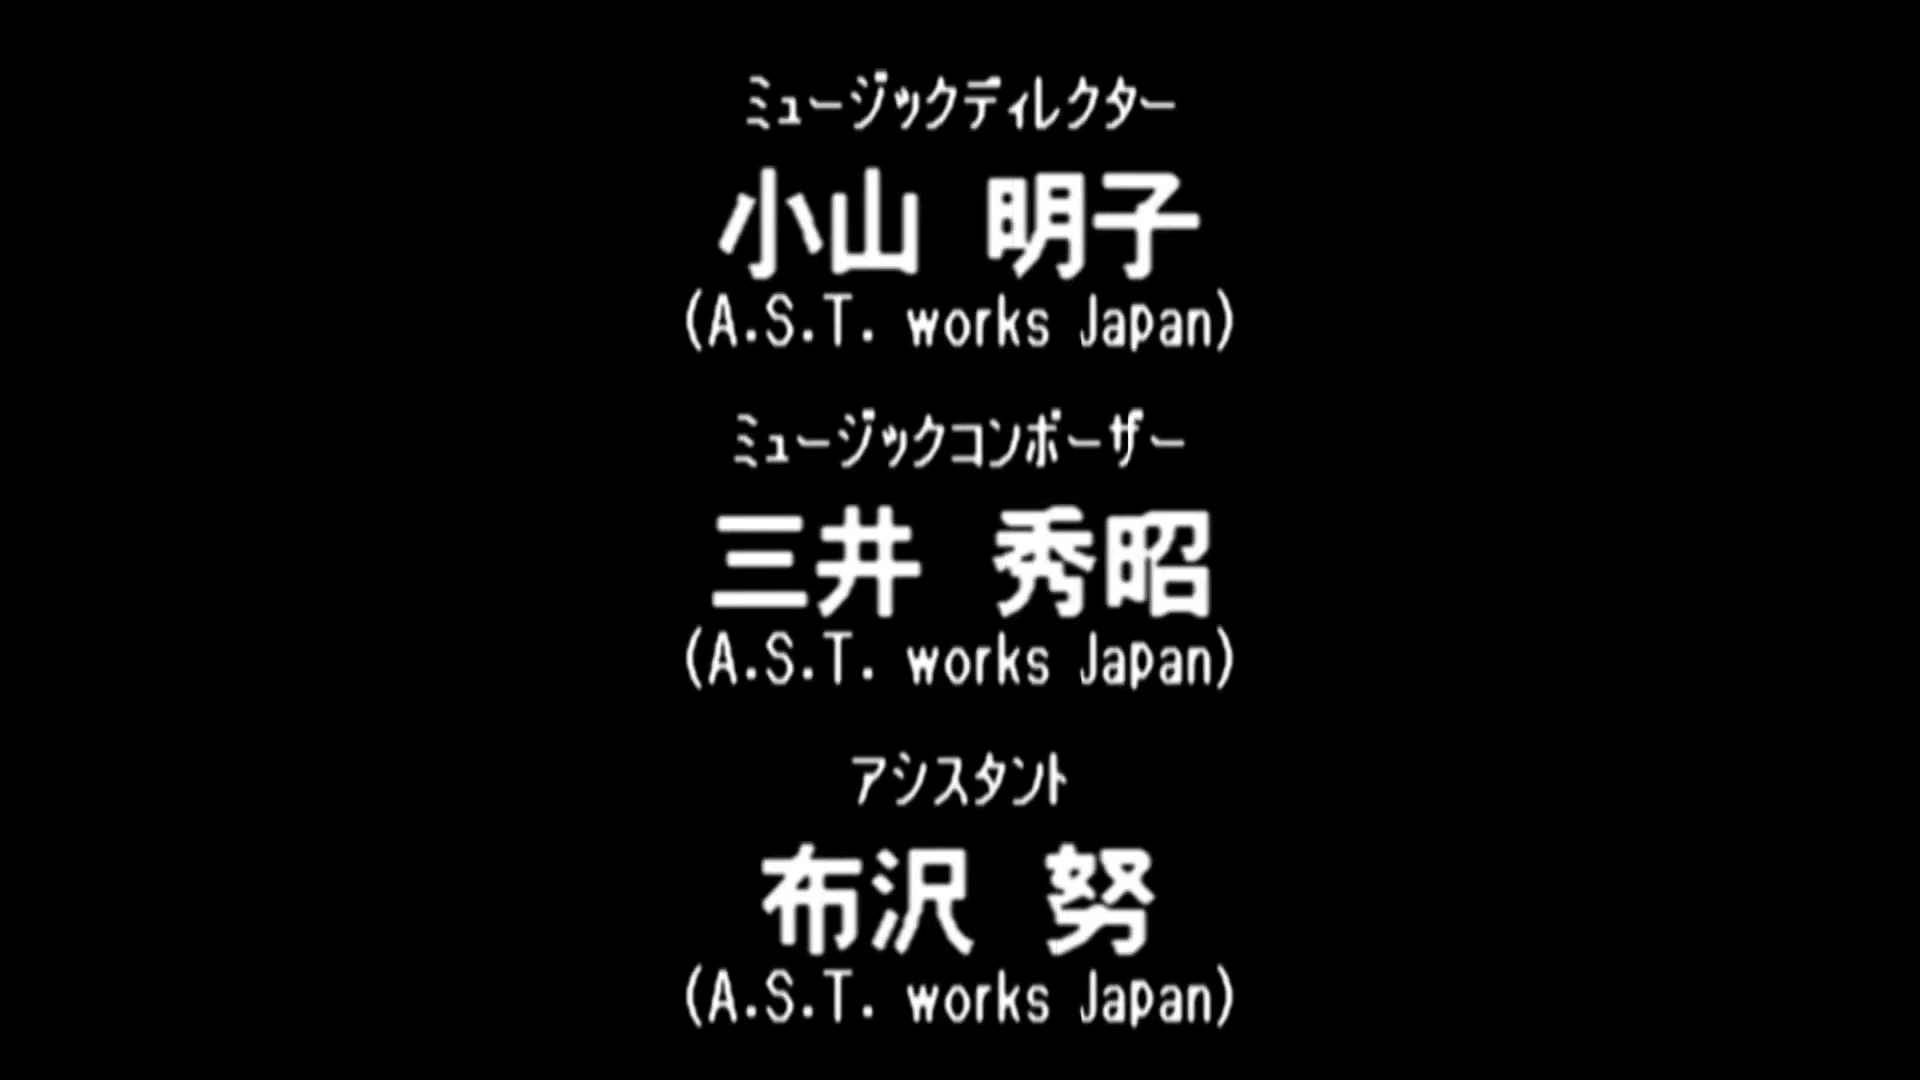 ミュージックディレクター
小山 明子
(A.S.T. works Japan)
ミュージックコンポーザー
三井 秀昭
(A.S.T. works Japan)
アシスタント
布沢 努
(A.S.T. works Japan)